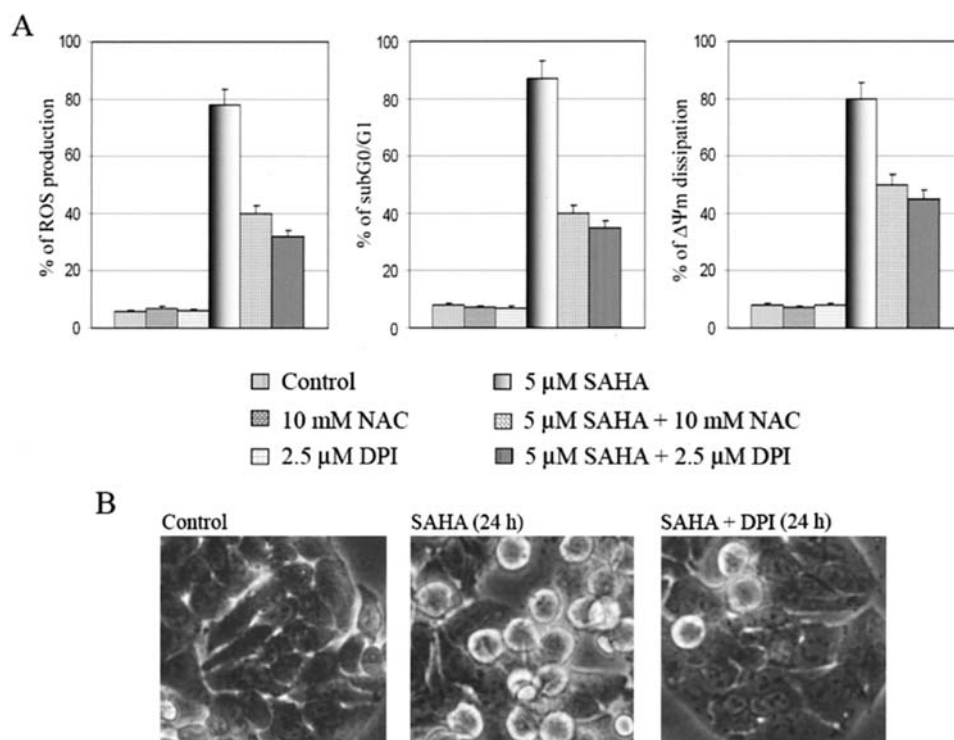 A
% of ROS production
100
80
60
40
20
0
% of subG0/G1
100
80
60
40
20
0
% of ΔΨm dissipation
100
80
60
40
20
0
Control
5 µM SAHA
10 mM NAC
5 µM SAHA + 10 mM NAC
2.5 µM DPI
5 µM SAHA + 2.5 µM DPI
B
Control
SAHA (24 h)
SAHA + DPI (24 h)